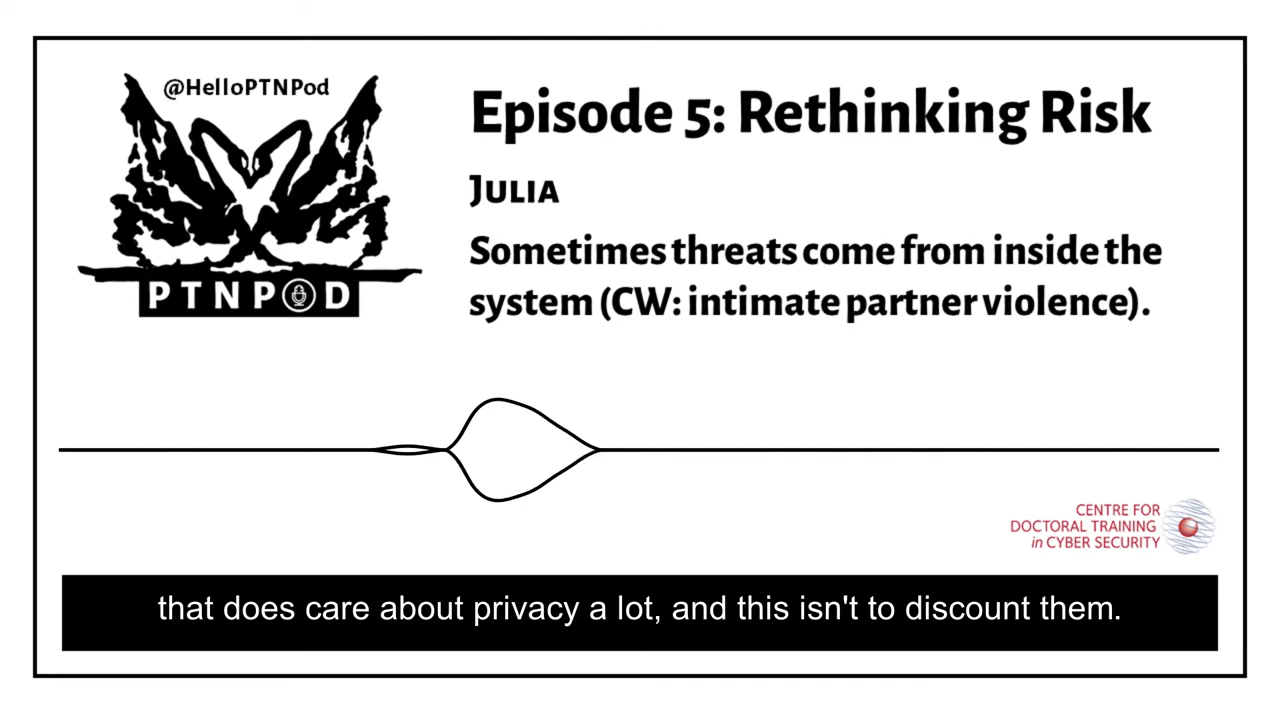 @HelloPTNPod
PTNPOD
Episode 5: Rethinking Risk
Julia
Sometimes threats come from inside the
system (CW: intimate partner violence).
CENTRE FOR
DOCTORAL TRAINING
in CYBER SECURITY
that does care about privacy a lot, and this isn't to discount them.